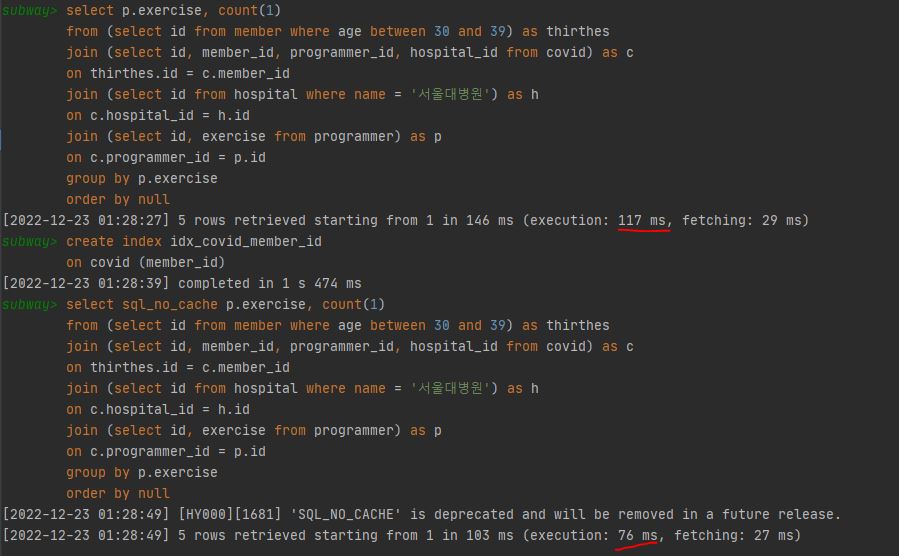 subway> select p.exercise, count(1)
from (select id from member where age between 30 and 39) as thirthes
join (select id, member_id, programmer_id, hospital_id from covid) as c
on thirthes.id = c.member_id
join (select id from hospital where name = '서울대병원') as h
on c.hospital_id = h.id
join (select id, exercise from programmer) as p
on c.programmer_id = p.id
group by p.exercise
order by null
[2022-12-23 01:28:27] 5 rows retrieved starting from 1 in 146 ms (execution: 117 ms, fetching: 29 ms)
subway> create index idx_covid_member_id
on covid (member_id)
[2022-12-23 01:28:39] completed in 1 s 474 ms
subway> select sql_no_cache p.exercise, count(1)
from (select id from member where age between 30 and 39) as thirthes
join (select id, member_id, programmer_id, hospital_id from covid) as c
on thirthes.id = c.member_id
join (select id from hospital where name = '서울대병원') as h
on c.hospital_id = h.id
join (select id, exercise from programmer) as p
on c.programmer_id = p.id
group by p.exercise
order by null
[2022-12-23 01:28:49] [HY000][1681] 'SQL_NO_CACHE' is deprecated and will be removed in a future release.
[2022-12-23 01:28:49] 5 rows retrieved starting from 1 in 103 ms (execution: 76 ms, fetching: 27 ms)